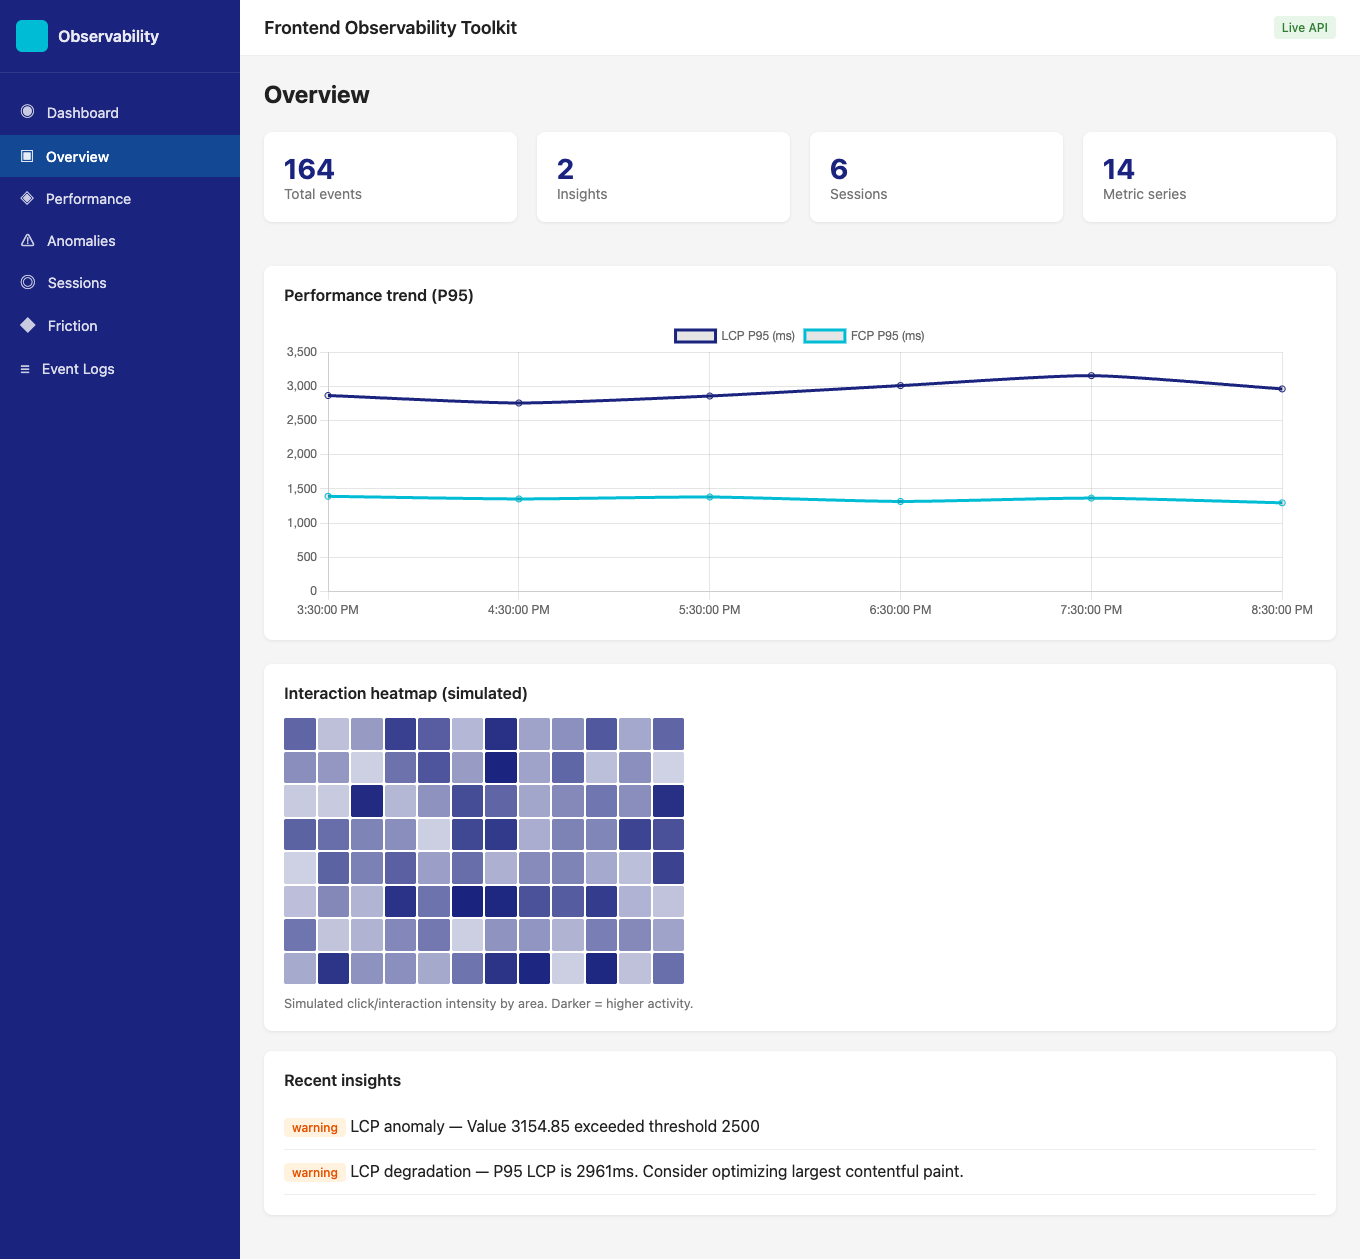 Observability
Dashboard
Overview
Performance
Anomalies
Sessions
Friction
Event Logs
Frontend Observability Toolkit
Live API
Overview
164
Total events
2
Insights
6
Sessions
14
Metric series
Performance trend (P95)
LCP P95 (ms) FCP P95 (ms)
3,500
3,000
2,500
2,000
1,500
1,000
500
0
3:30:00 PM 4:30:00 PM 5:30:00 PM 6:30:00 PM 7:30:00 PM 8:30:00 PM
Interaction heatmap (simulated)
Simulated click/interaction intensity by area. Darker = higher activity.
Recent insights
warning LCP anomaly — Value 3154.85 exceeded threshold 2500
warning LCP degradation — P95 LCP is 2961ms. Consider optimizing largest contentful paint.